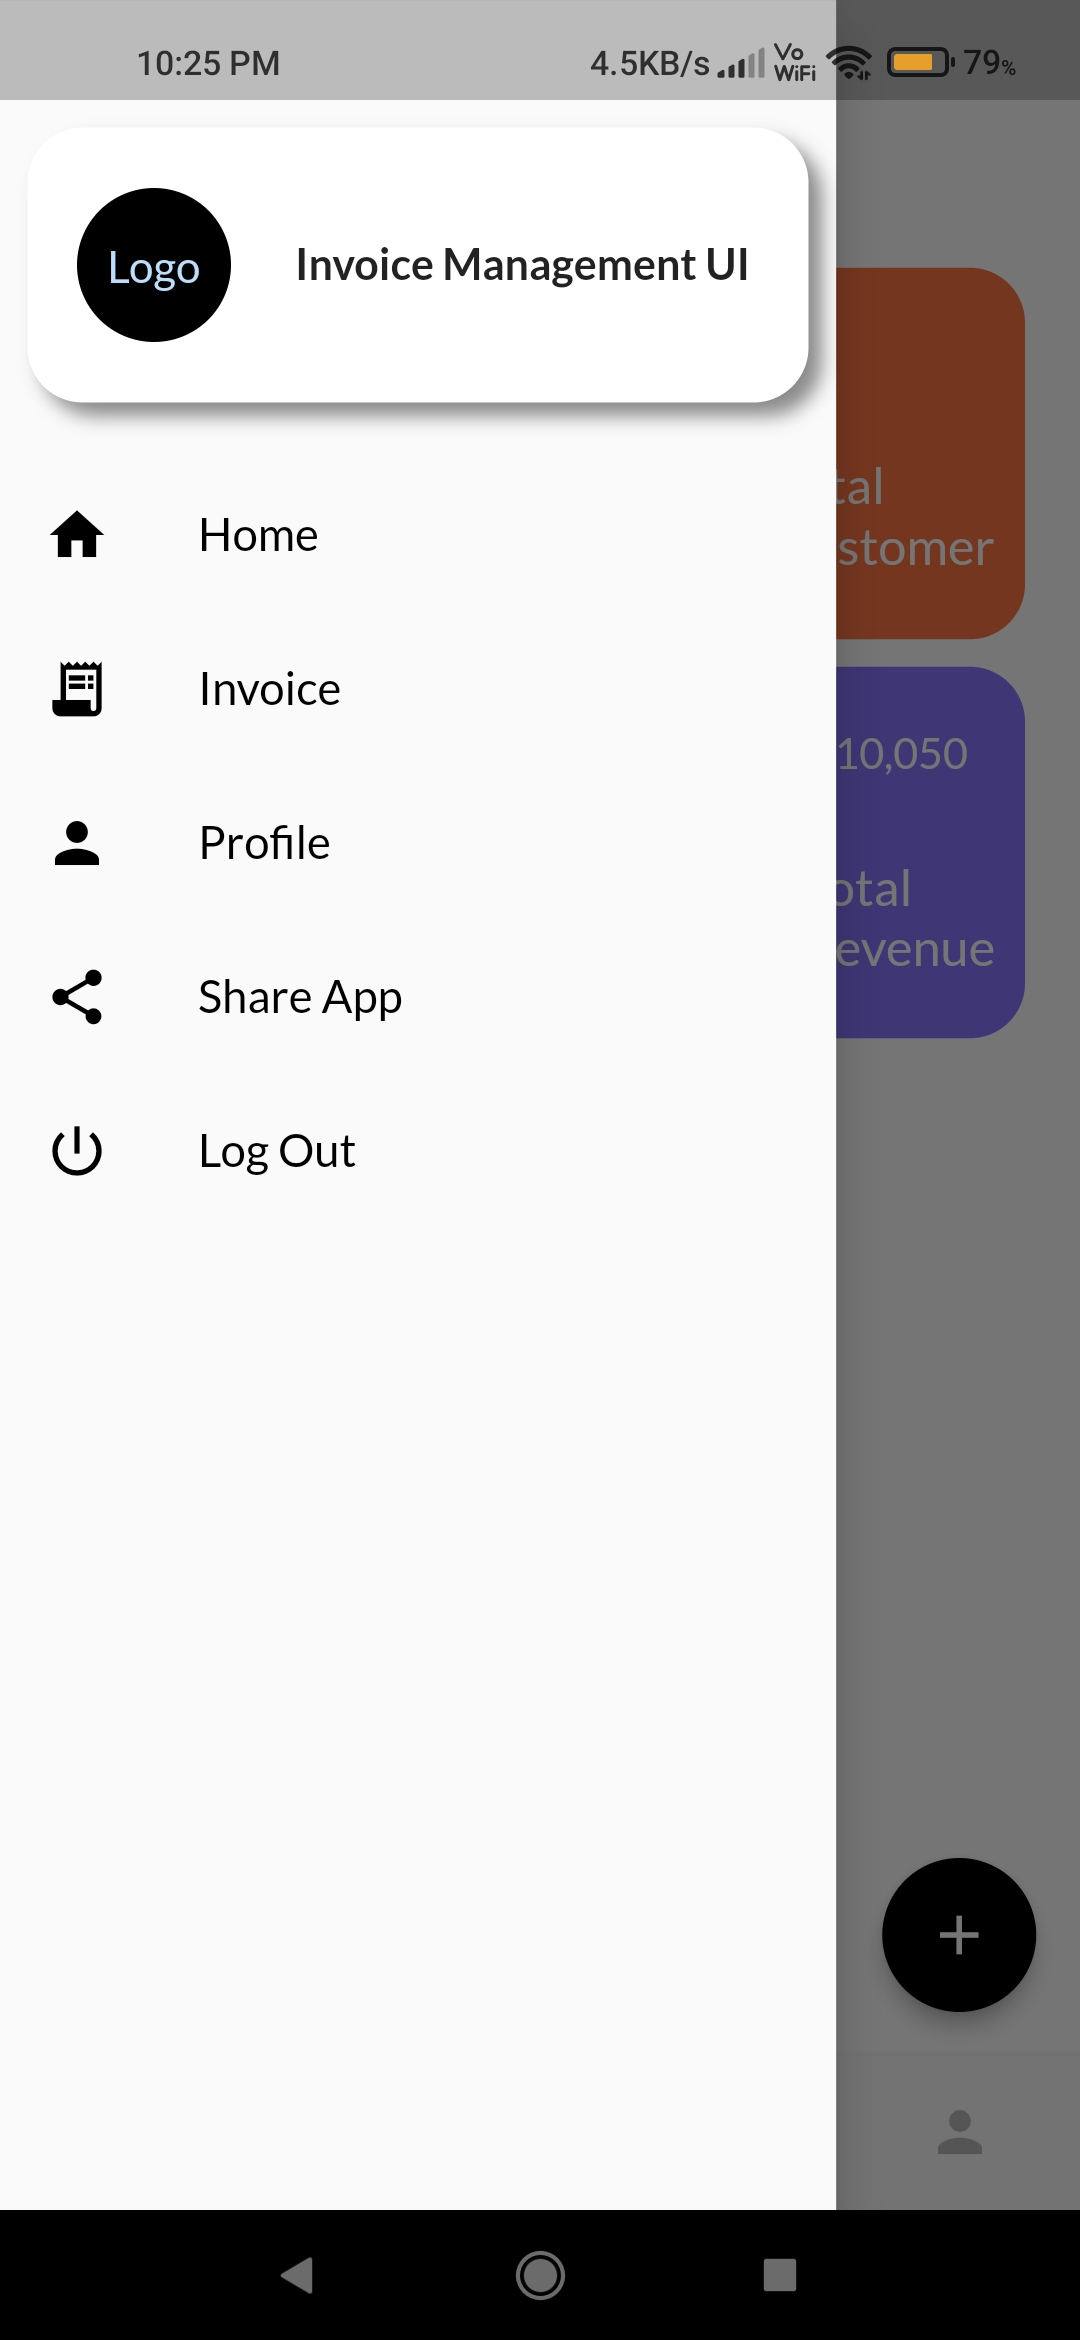 10:25 PM
4.5KB/s
Vo
WiFi
79%
Logo
Invoice Management UI
Home
Invoice
Profile
Share App
Log Out
tal
stomer
10,050
otal
evenue